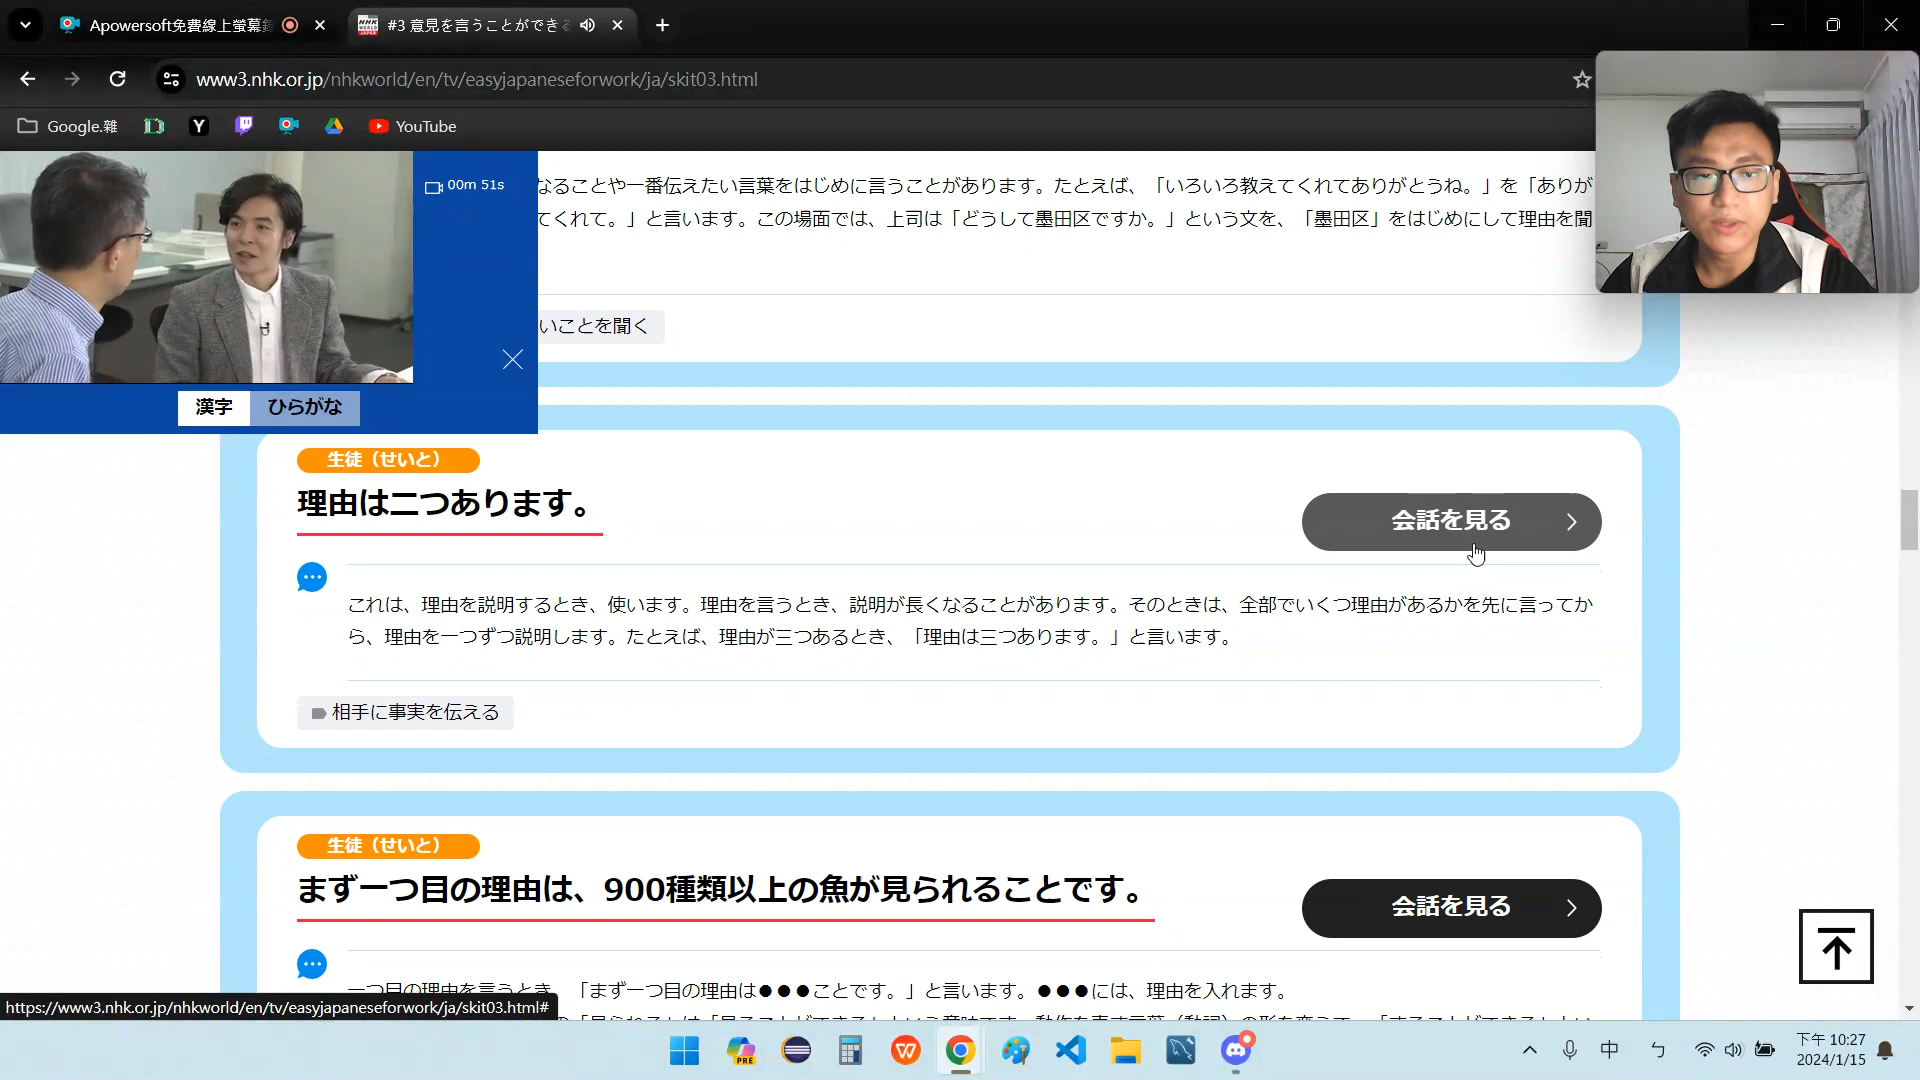 Apowersoft免費線上螢幕
#3 意見を言うことができ
www3.nhk.or.jp/nhkworld/en/tv/easyjapaneseforwork/ja/skit03.html
Google.雜
YouTube
00m 51s
なることや一番伝えたい言葉をはじめに言うことがあります。たとえば、「いろいろ教えてくれてありがとうね。」を「ありが
てくれて。」と言います。この場面では、上司は「どうして墨田区ですか。」という文を、「墨田区」をはじめにして理由を聞
いことを聞く
漢字 ひらがな
生徒（せいと）
理由は二つあります。
会話を見る
これは、理由を説明するとき、使います。理由を言うとき、説明が長くなることがあります。そのときは、全部でいくつ理由があるかを先に言ってか
ら、理由を一つずつ説明します。たとえば、理由が三つあるとき、「理由は三つあります。」と言います。
相手に事実を伝える
生徒（せいと）
まず一つ目の理由は、900種類以上の魚が見られることです。
会話を見る
一つ目の理由を言うとき、「まず一つ目の理由は●●●ことです。」と言います。●●●には、理由を入れます。
https://www3.nhk.or.jp/nhkworld/en/tv/easyjapaneseforwork/ja/skit03.html#
PRE
中
ㄣ
下午 10:27
2024/1/15